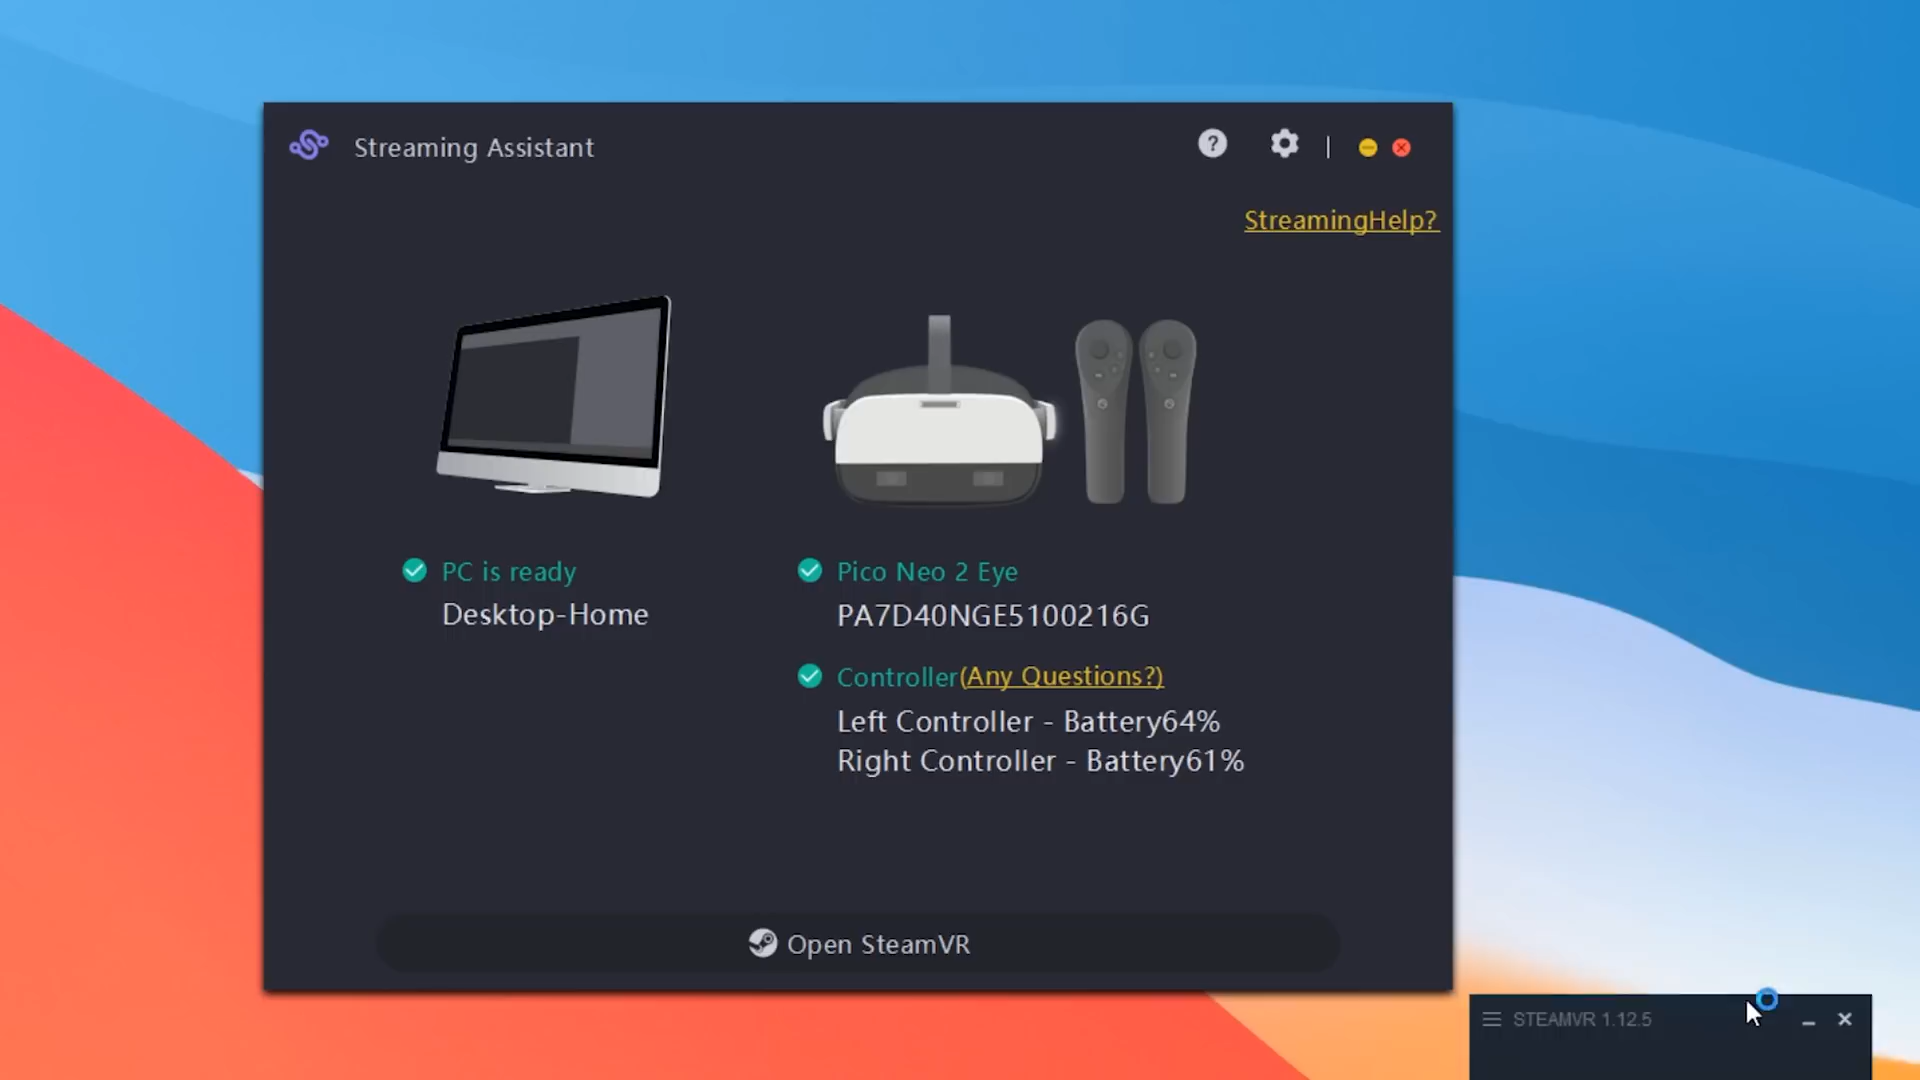 Streaming Assistant
StreamingHelp?
PC is ready
Desktop-Home
Pico Neo 2 Eye
PA7D40NGE5100216G
Controller(Any Questions?)
Left Controller - Battery64%
Right Controller - Battery61%
Open SteamVR
STEAMVR 1.12.5